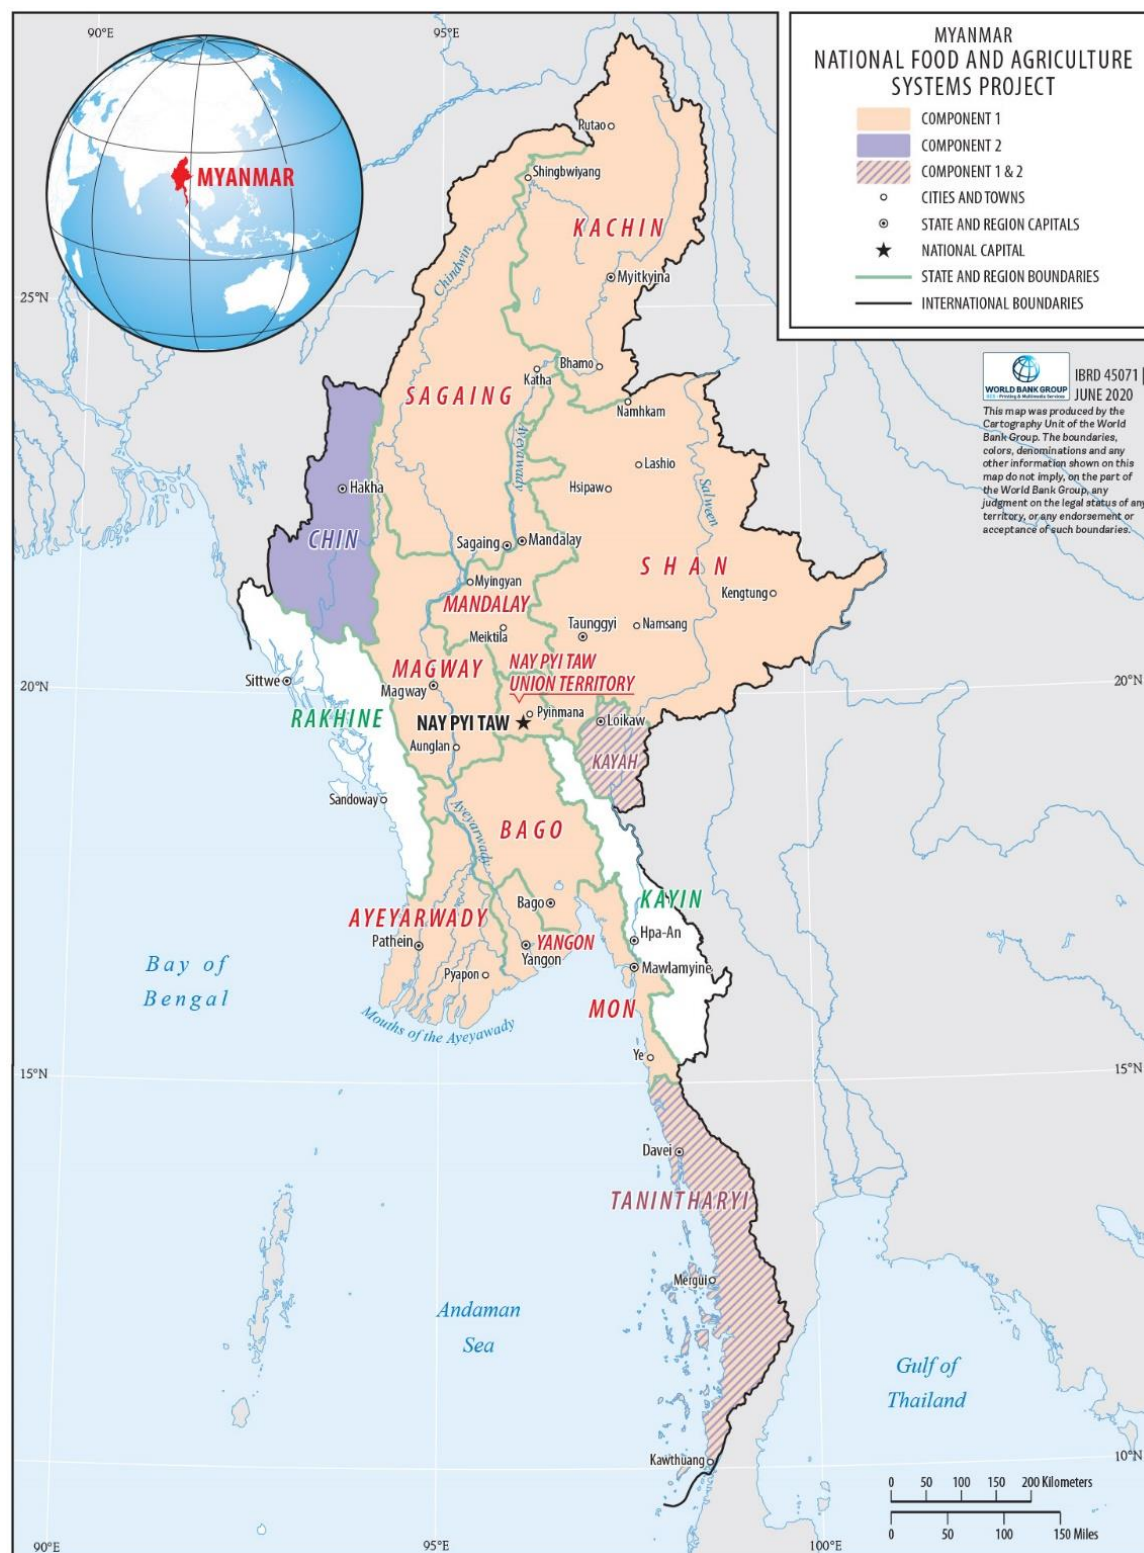 90°E
95°E
MYANMAR
NATIONAL FOOD AND AGRICULTURE
SYSTEMS PROJECT
COMPONENT 1
COMPONENT 2
COMPONENT 1 & 2
CITIES AND TOWNS
STATE AND REGION CAPITALS
NATIONAL CAPITAL
STATE AND REGION BOUNDARIES
INTERNATIONAL BOUNDARIES
MYANMAR
Rutao
Shingbwiyang
KACHIN
Chindwin
Myitkyina
25°N
Bhamo
Katha
SAGAING
Namhkam
WORLD BANK GROUP
IBRD 45071 |
JUNE 2020
This map was produced by the
Cartography Unit of the World
Bank Group. The boundaries,
colors, denominations and any
other information shown on this
map do not imply, on the part of
the World Bank Group, any
judgment on the legal status of any
territory, or any endorsement or
acceptance of such boundaries.
Ayeyawady
Lashio
Hakha
Hsipaw
Salween
CHIN
Sagaing
Mandalay
SHAN
Myingyan
MANDALAY
Kengtung
Meiktila
Taunggyi
Namsang
MAGWAY
NAY PYI TAW
UNION TERRITORY
20°N
Sittwe
Magway
20°N
RAKHINE
NAY PYI TAW
Pyinmana
Loikaw
Aunglan
KAYAH
Sandoway
Ayeyarwady
BAGO
KAYIN
Bago
AYEYARWADY
Pathein
YANGON
Yangon
Hpa-An
Pyapon
Mawlamyine
Bay of
Bengal
MON
Mouths of the Ayeyawady
Ye
15°N
15°N
Davei
TANINTHARYI
Mergui
Andaman
Sea
Gulf of
Thailand
Kawthuang
10°N
0 50 100 150 200 Kilometers
0 50 100 150 Miles
90°E
95°E
100°E